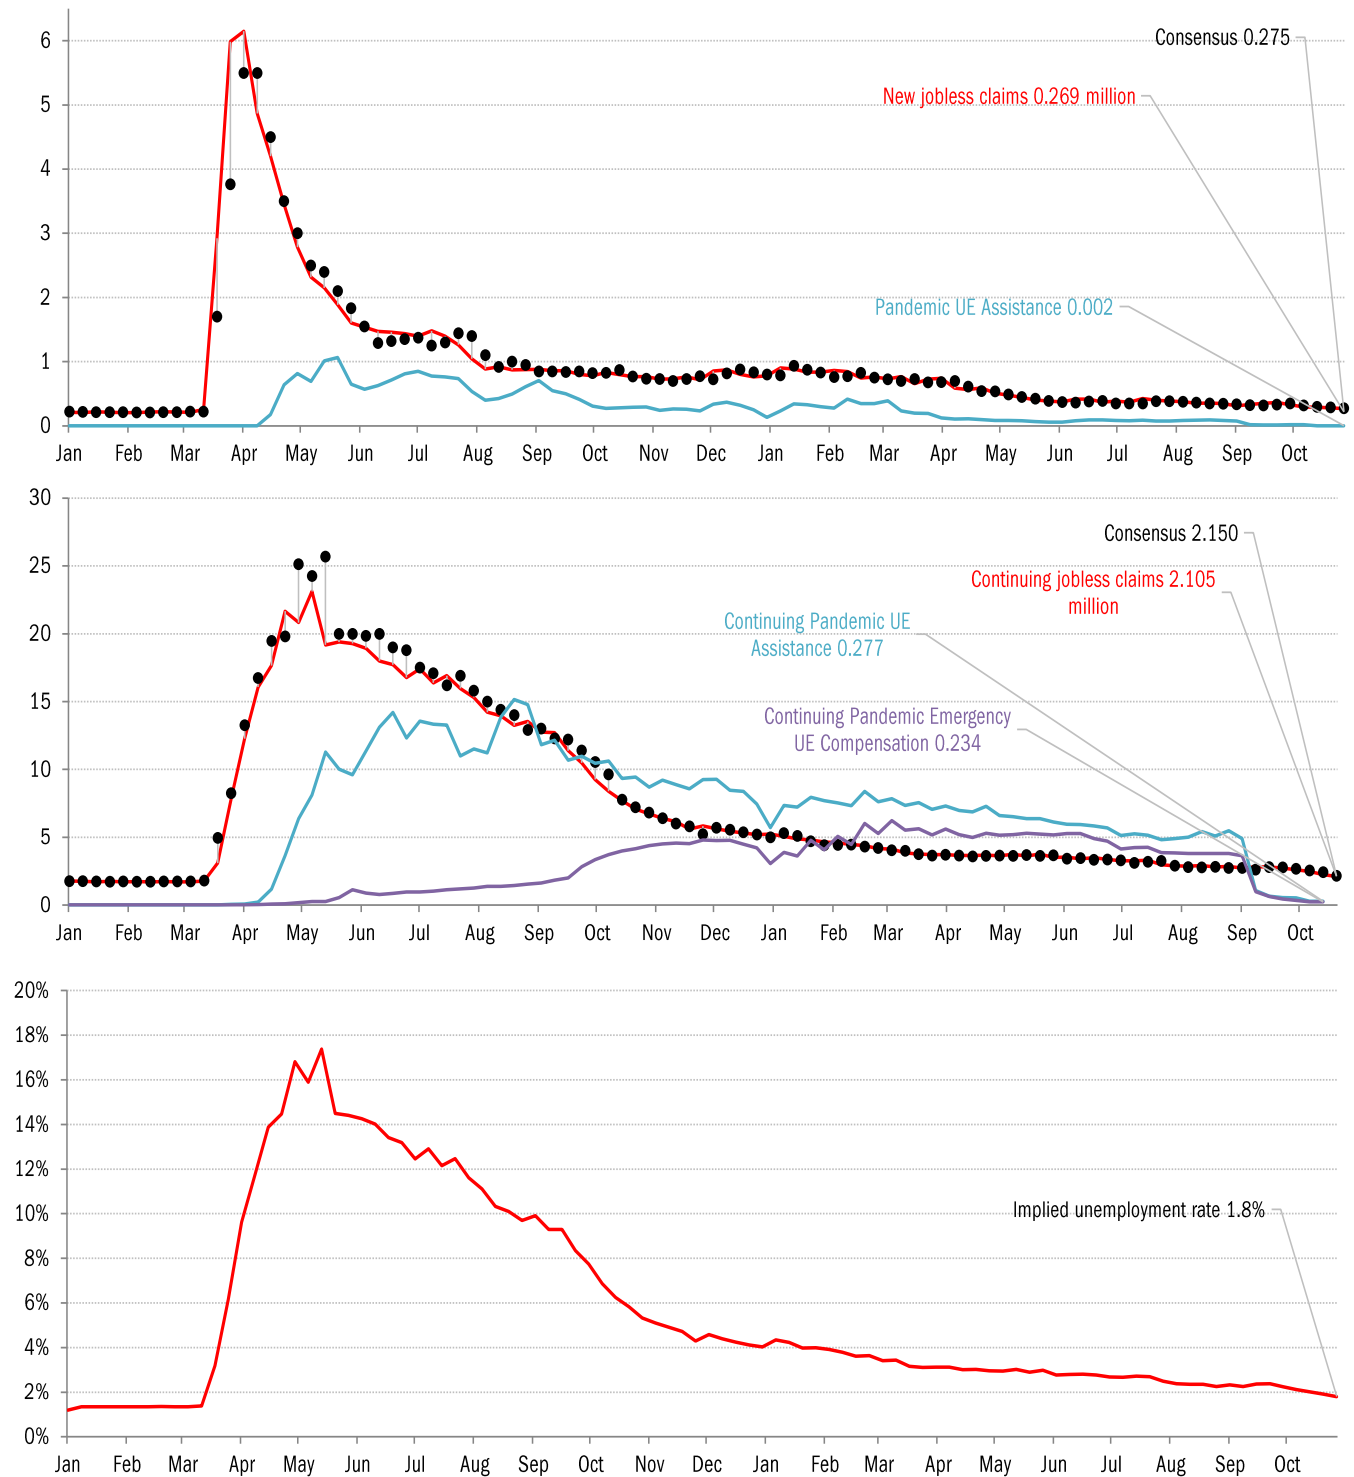 6
Consensus 0.275
New jobless claims 0.269 million
5
4
3
2
Pandemic UE Assistance 0.002
1
0
Jan Feb Mar Apr May Jun Jul Aug Sep Oct Nov Dec Jan Feb Mar Apr May Jun Jul Aug Sep Oct
30
Consensus 2.150
25
Continuing jobless claims 2.105
million
Continuing Pandemic UE
Assistance 0.277
20
15
Continuing Pandemic Emergency
UE Compensation 0.234
10
5
0
Jan Feb Mar Apr May Jun Jul Aug Sep Oct Nov Dec Jan Feb Mar Apr May Jun Jul Aug Sep Oct
20%
18%
16%
14%
12%
10%
Implied unemployment rate 1.8%
8%
6%
4%
2%
0%
Jan Feb Mar Apr May Jun Jul Aug Sep Oct Nov Dec Jan Feb Mar Apr May Jun Jul Aug Sep Oct